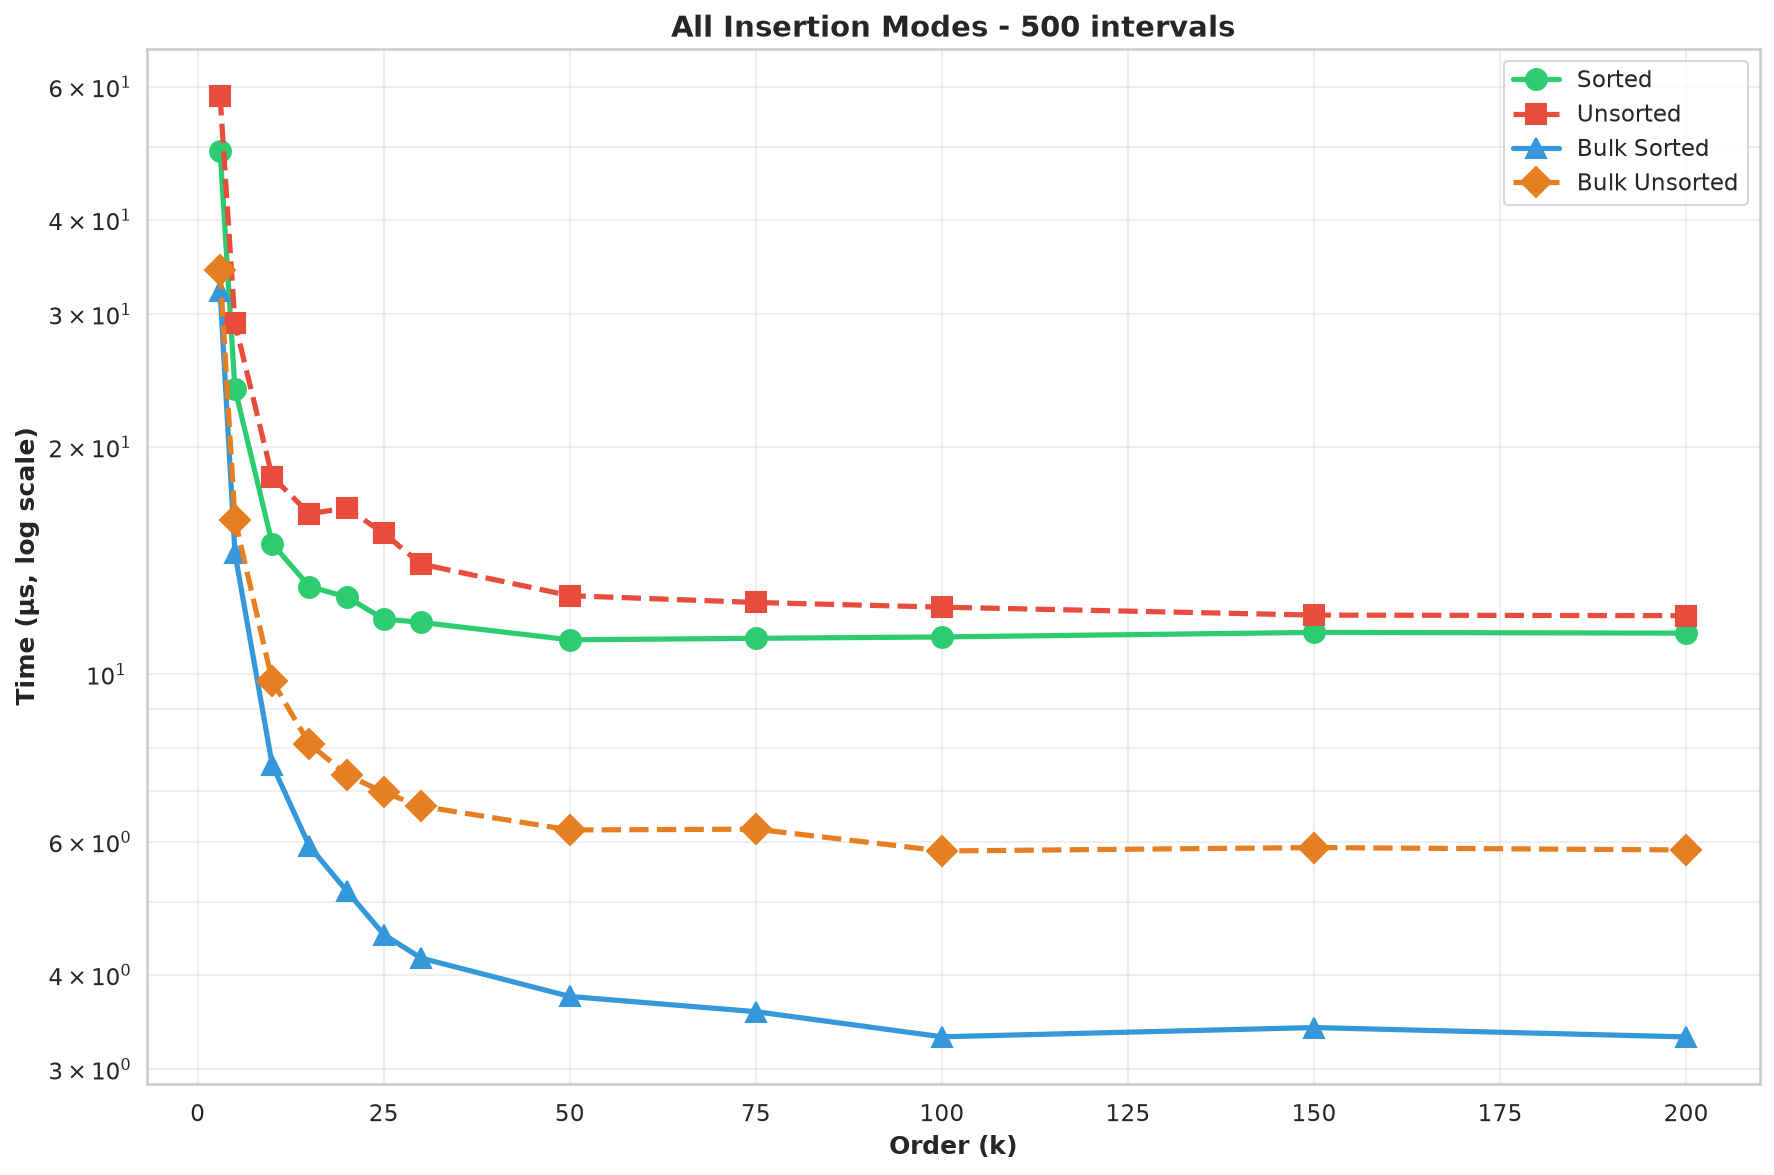 All Insertion Modes - 500 intervals
Sorted
Unsorted
Bulk Sorted
Bulk Unsorted
Time (µs, log scale)
6 × 10¹
4 × 10¹
3 × 10¹
2 × 10¹
10¹
6 × 10⁰
4 × 10⁰
3 × 10⁰
0 25 50 75 100 125 150 175 200
Order (k)